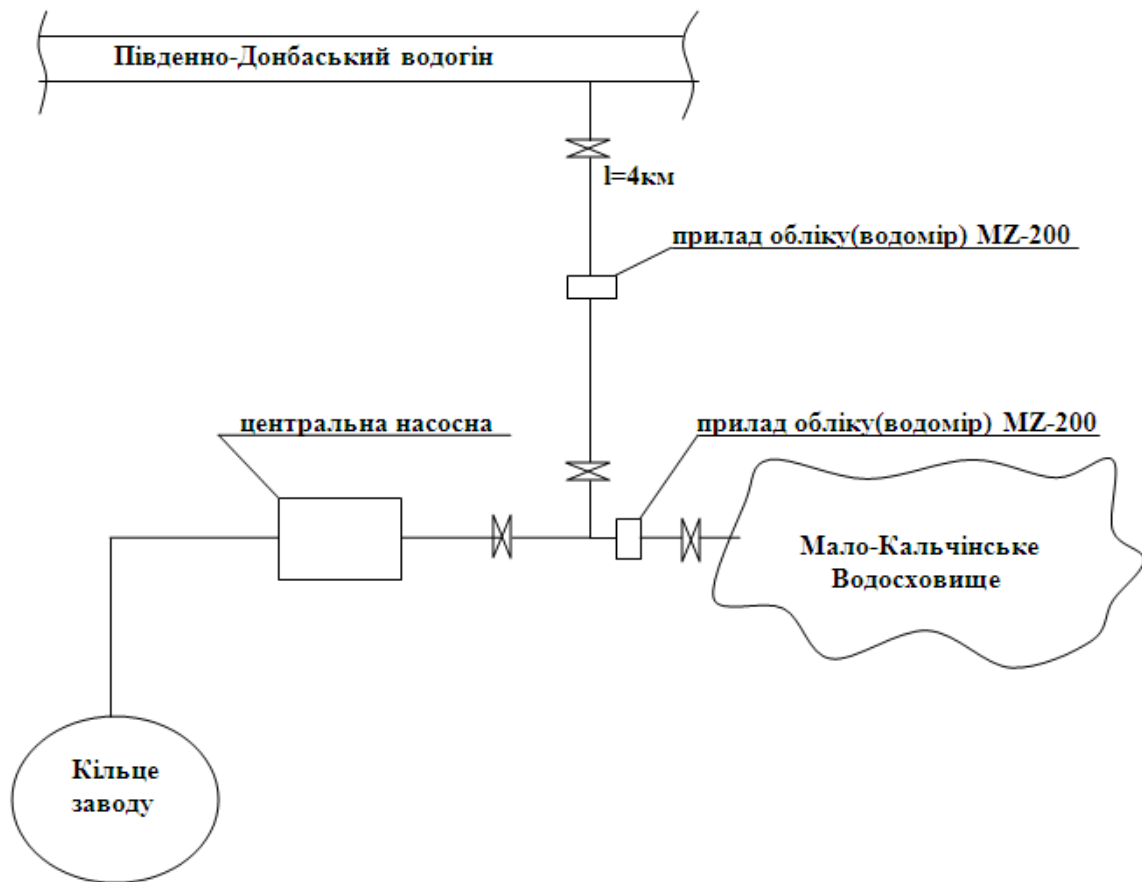 Південно-Донбаський водогін
l=4км
прилад обліку(водомір) MZ-200
центральна насосна
прилад обліку(водомір) MZ-200
Мало-Кальчінське
Водосховище
Кільце
заводу